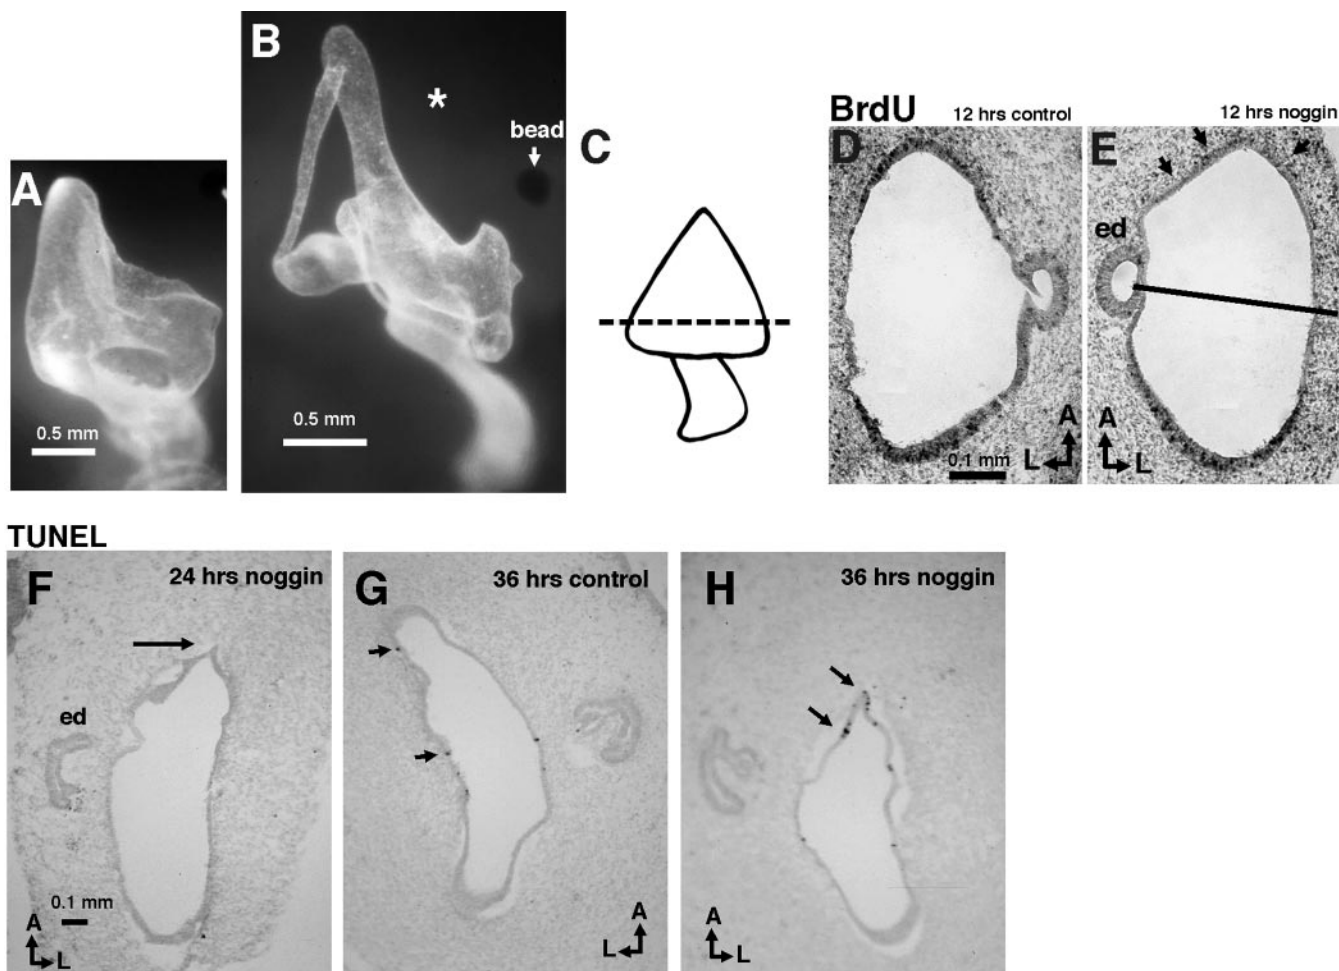 A
0.5 mm
B
*
bead
0.5 mm
C
BrdU
12 hrs control
12 hrs noggin
D
A
L
0.1 mm
E
ed
A
L
TUNEL
F
24 hrs noggin
ed
0.1 mm
A
L
G
36 hrs control
A
L
H
36 hrs noggin
A
L